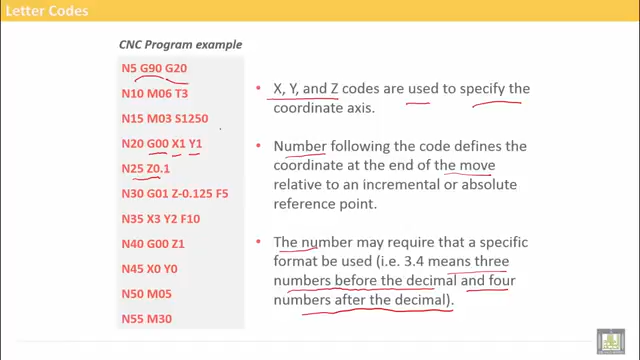 Letter Codes
CNC Program example
N5 G90 G20
N10 M06 T3
N15 M03 S1250
N20 G00 X1 Y1
N25 Z0.1
N30 G01 Z-0.125 F5
N35 X3 Y2 F10
N40 G00 Z1
N45 X0 Y0
N50 M05
N55 M30
• X, Y, and Z codes are used to specify the
coordinate axis.
• Number following the code defines the
coordinate at the end of the move
relative to an incremental or absolute
reference point.
• The number may require that a specific
format be used (i.e. 3.4 means three
numbers before the decimal and four
numbers after the decimal).